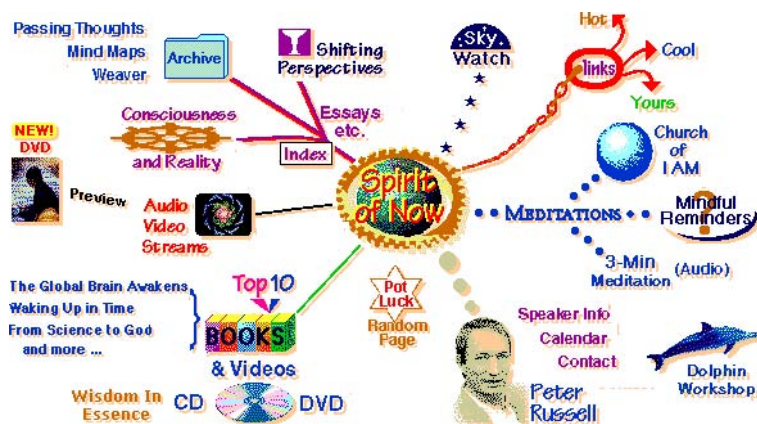 Passing Thoughts
Mind Maps
Weaver
Archive
Shifting
Perspectives
Sky
Watch
Hot
Cool
links
Yours
Consciousness
and Reality
Essays
etc.
Index
NEW!
DVD
Preview
Audio
Video
Streams
Spirit
of Now
Church
of
I AM
MEDITATIONS
Mindful
Reminders
3-Min
Meditation
(Audio)
The Global Brain Awakens
Waking Up in Time
From Science to God
and more ...
Top 10
BOOKS
& Videos
Wisdom In
Essence
CD
DVD
Pot
Luck
Random
Page
Speaker Info
Calendar
Contact
Peter
Russell
Dolphin
Workshop